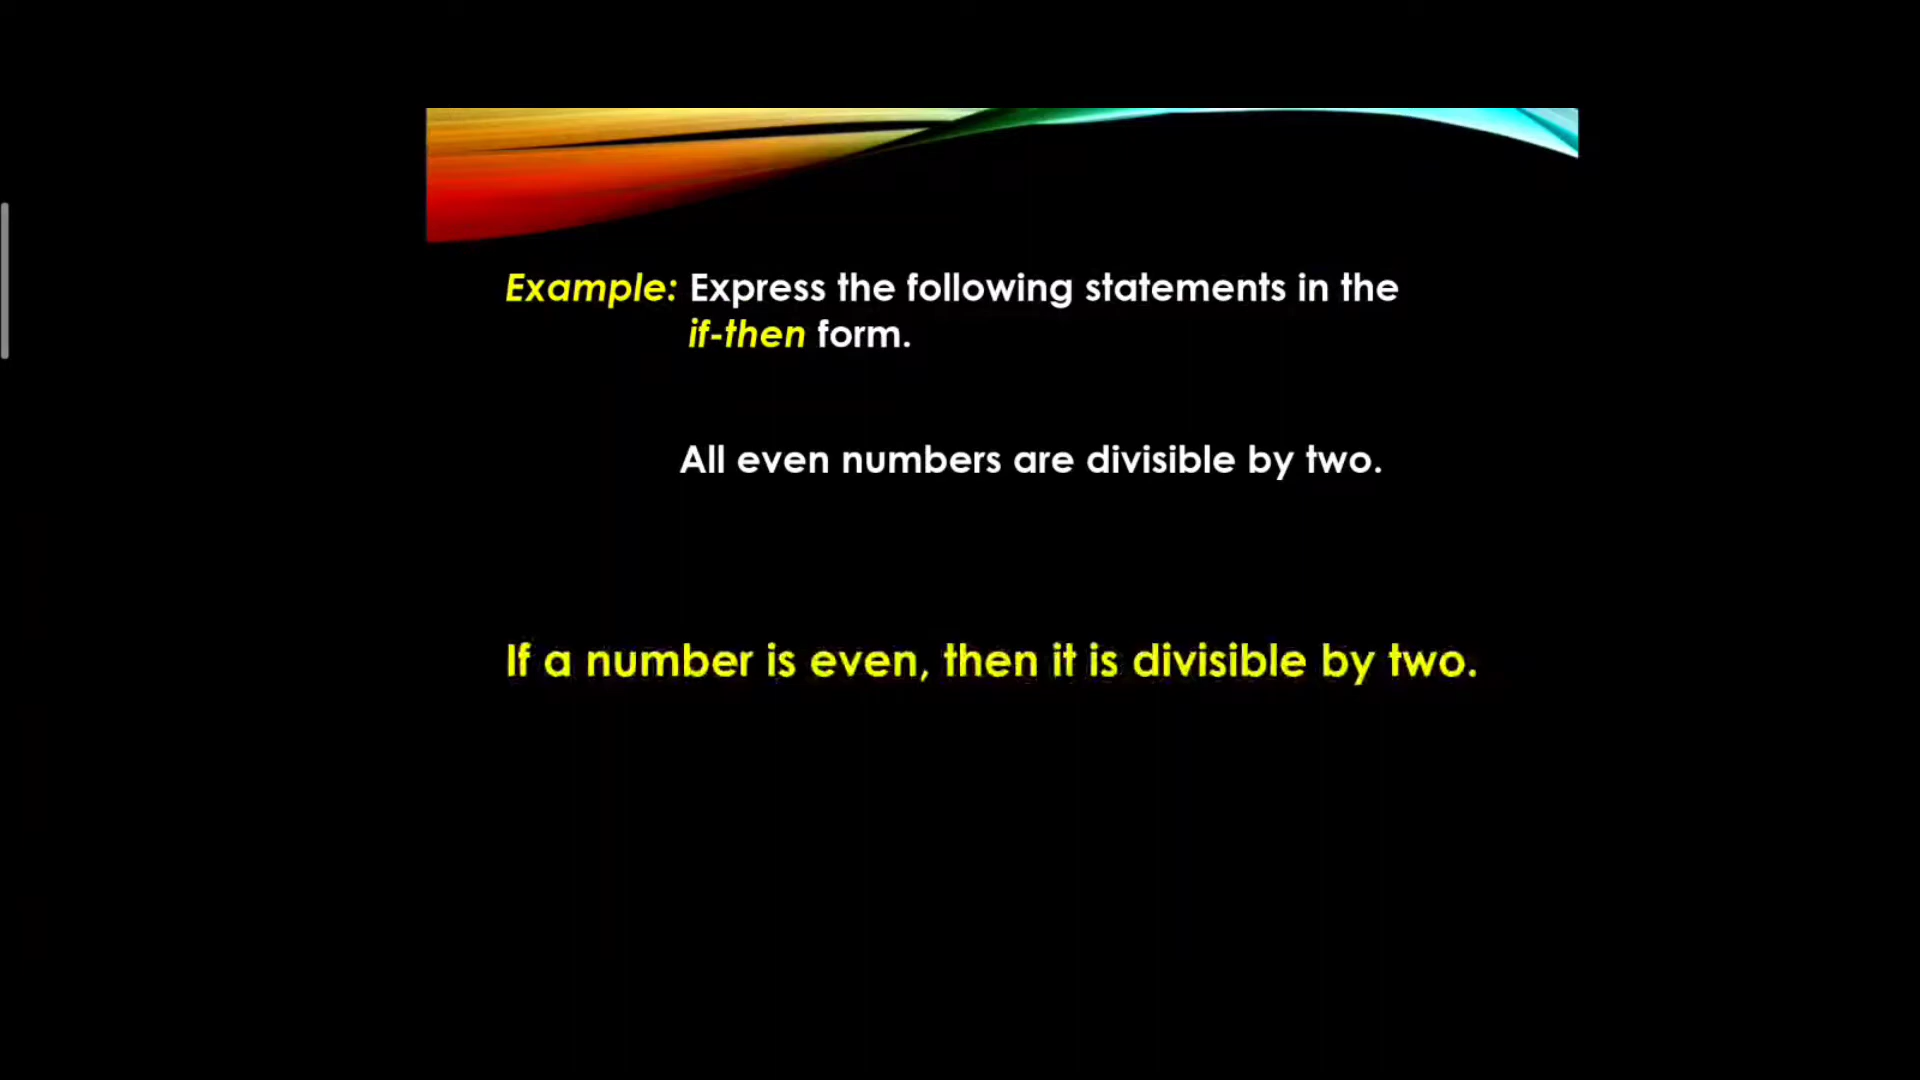 Example: Express the following statements in the
if-then form.
All even numbers are divisible by two.
If a number is even, then it is divisible by two.